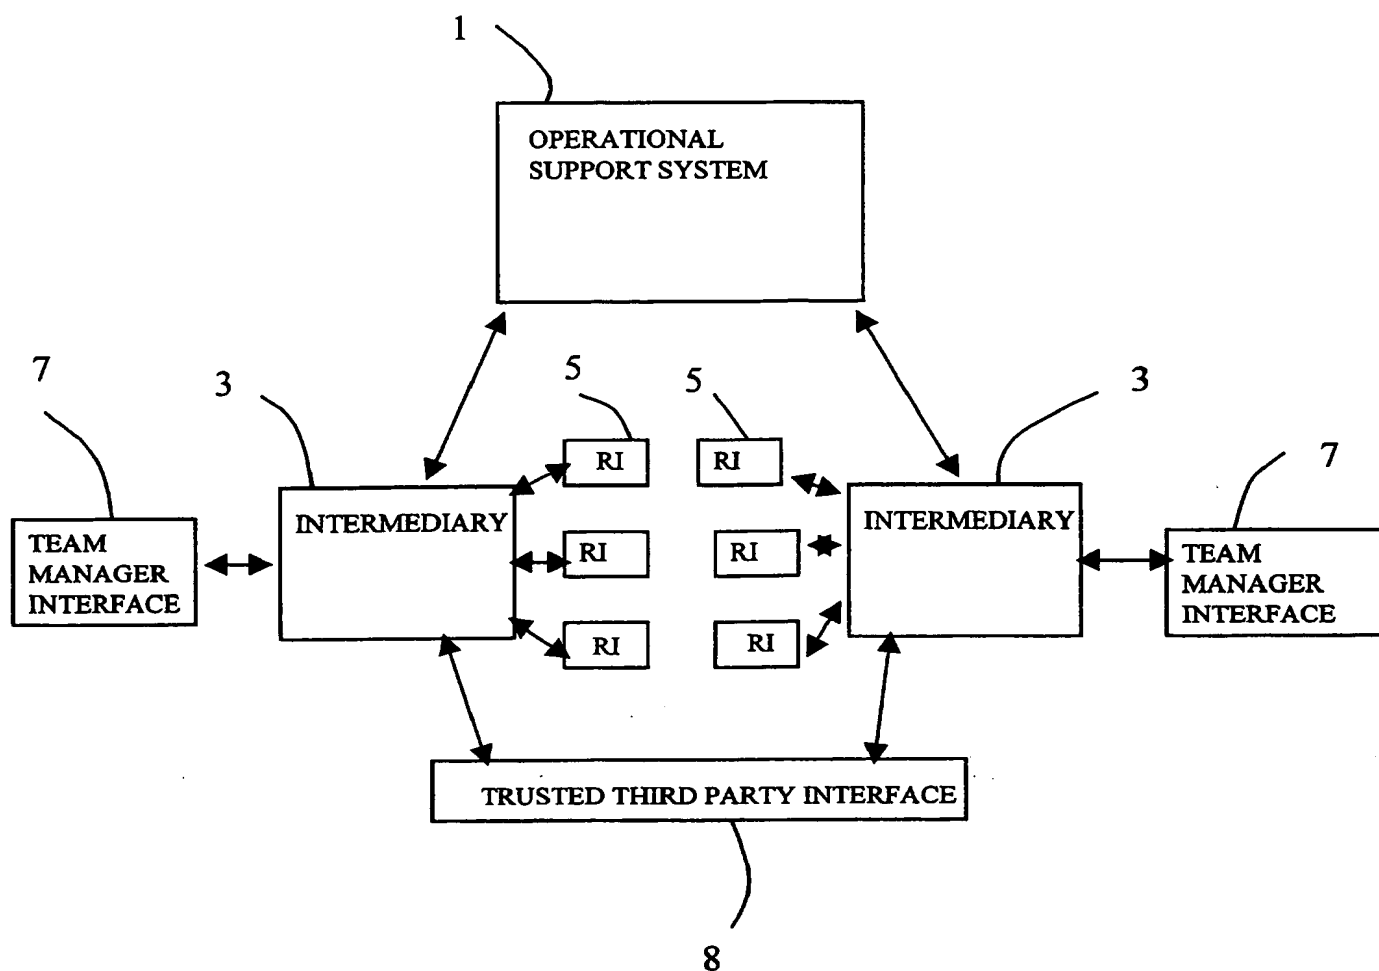 1
OPERATIONAL
SUPPORT SYSTEM
7
3
5
5
3
7
RI
RI
INTERMEDIARY
INTERMEDIARY
TEAM
MANAGER
INTERFACE
RI
RI
TEAM
MANAGER
INTERFACE
RI
RI
TRUSTED THIRD PARTY INTERFACE
8